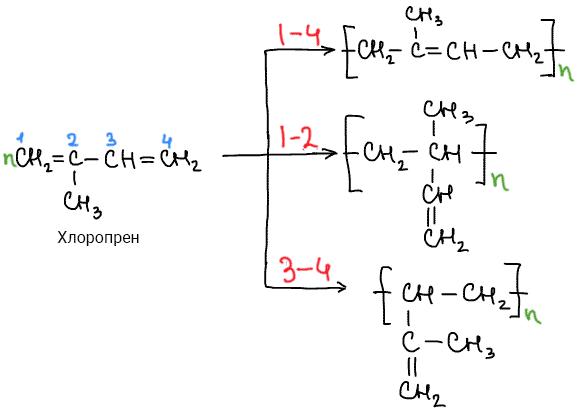 1–4
[–CH₂–C=CH–CH₂–]n
CH₃
1 2 3 4
nCH₂=C–CH=CH₂
CH₃
Хлоропрен
1–2
CH₃
[–CH₂–CH–]n
CH
CH₂
3–4
[–CH–CH₂–]n
C–CH₃
CH₂